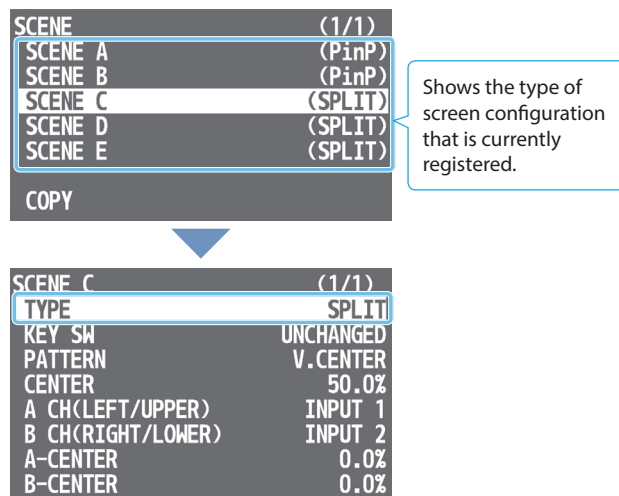 SCENE (1/1)
SCENE A (PinP)
SCENE B (PinP)
SCENE C (SPLIT)
SCENE D (SPLIT)
SCENE E (SPLIT)
COPY
Shows the type of
screen configuration
that is currently
registered.
SCENE C (1/1)
TYPE SPLIT
KEY SW UNCHANGED
PATTERN V.CENTER
CENTER 50.0%
A CH(LEFT/UPPER) INPUT 1
B CH(RIGHT/LOWER) INPUT 2
A-CENTER 0.0%
B-CENTER 0.0%